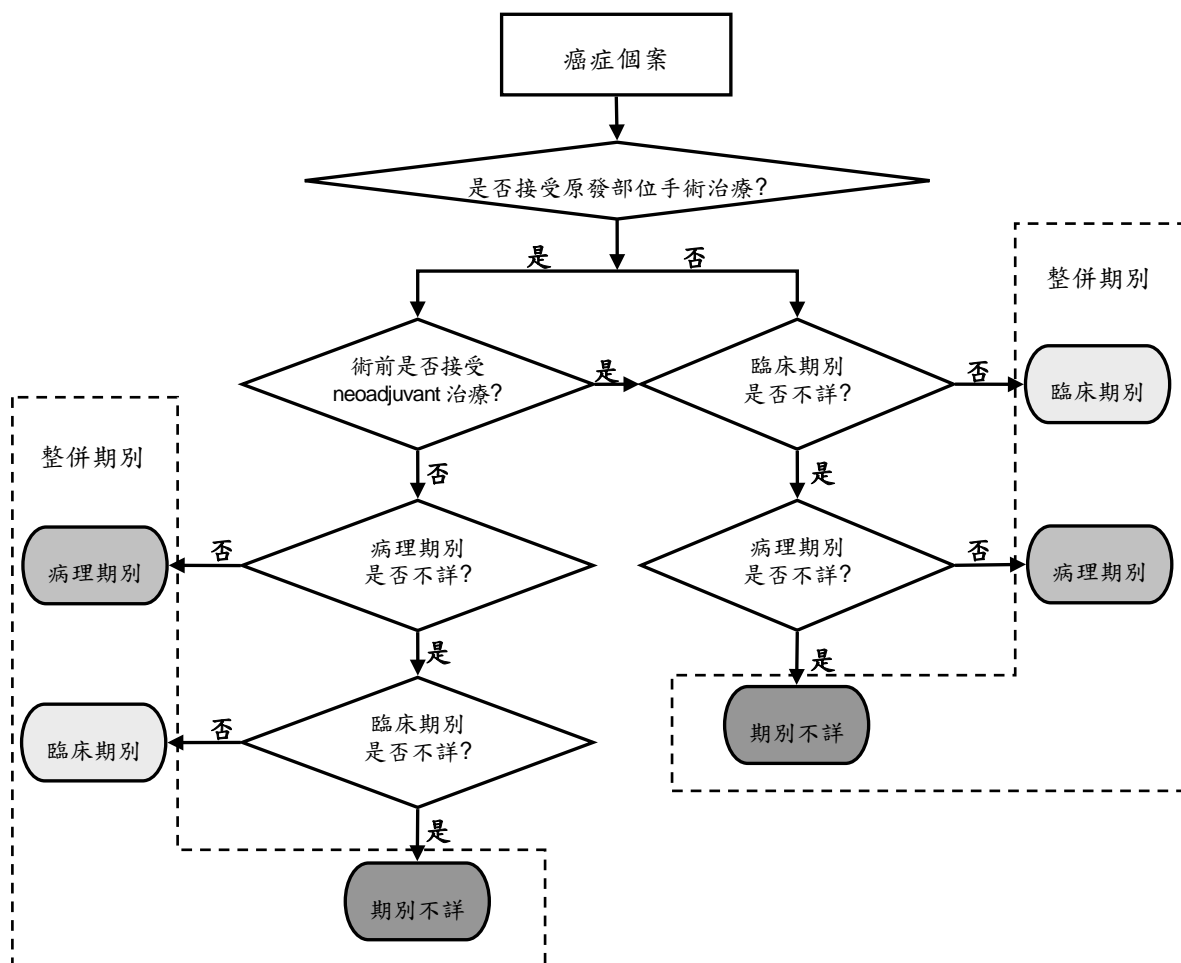 癌症個案
是否接受原發部位手術治療?
是
否
整併期別
術前是否接受
neoadjuvant 治療?
是
臨床期別
是否不詳?
否
臨床期別
整併期別
否
是
病理期別
否
病理期別
是否不詳?
病理期別
是否不詳?
否
病理期別
是
是
臨床期別
否
臨床期別
是否不詳?
期別不詳
是
期別不詳